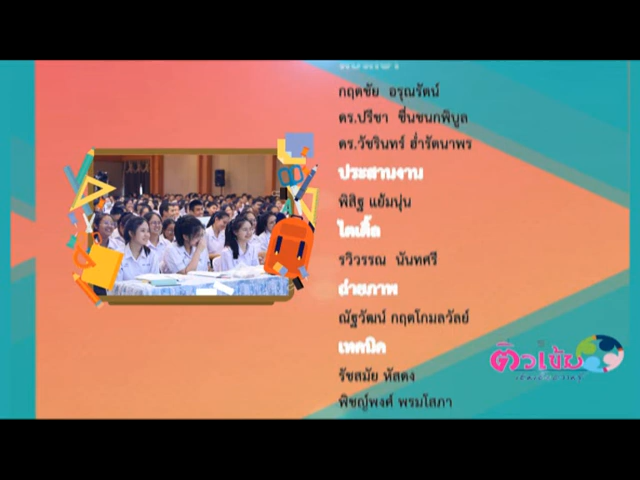 กฤตชัย อรุณรัตน์
ดร.ปรีชา ชื่นชนกพิบูล
ดร.วัชรินทร์ ฮ่ำรัตนาพร
ประสานงาน
พิสิฐ แย้มนุ่น
ไตเติ้ล
รวิวรรณ นันทศรี
ถ่ายภาพ
ณัฐวัฒน์ กฤตโกมลวัลย์
เทคนิค
รัชสมัย หัสดง
พิชญ์พงศ์ พรมโสภา
ติวเข้ม